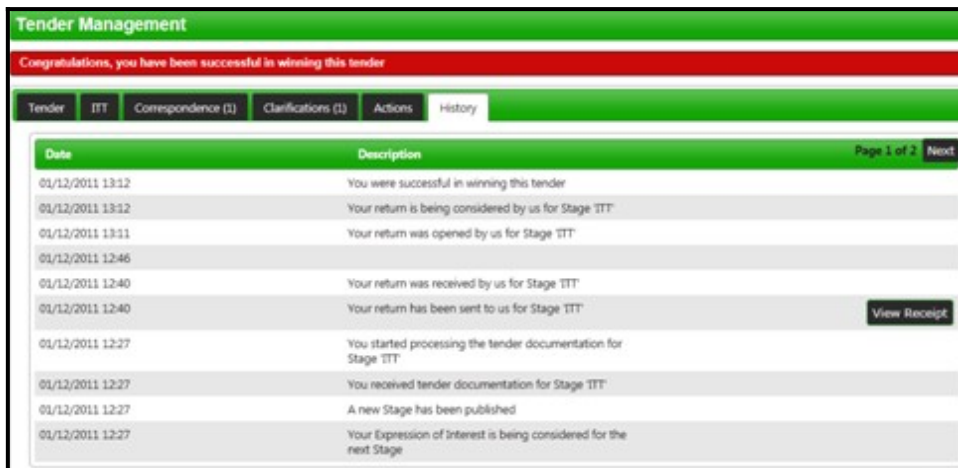 Tender Management
Congratulations, you have been successful in winning this tender
Tender ITT Correspondence (1) Clarifications (1) Actions History
Date Description Page 1 of 2 Next
01/12/2011 13:12 You were successful in winning this tender
01/12/2011 13:12 Your return is being considered by us for Stage 'ITT'
01/12/2011 13:11 Your return was opened by us for Stage 'ITT'
01/12/2011 12:46
01/12/2011 12:40 Your return was received by us for Stage 'ITT'
01/12/2011 12:40 Your return has been sent to us for Stage 'ITT' View Receipt
01/12/2011 12:27 You started processing the tender documentation for
Stage 'ITT'
01/12/2011 12:27 You received tender documentation for Stage 'ITT'
01/12/2011 12:27 A new Stage has been published
01/12/2011 12:27 Your Expression of Interest is being considered for the
next Stage